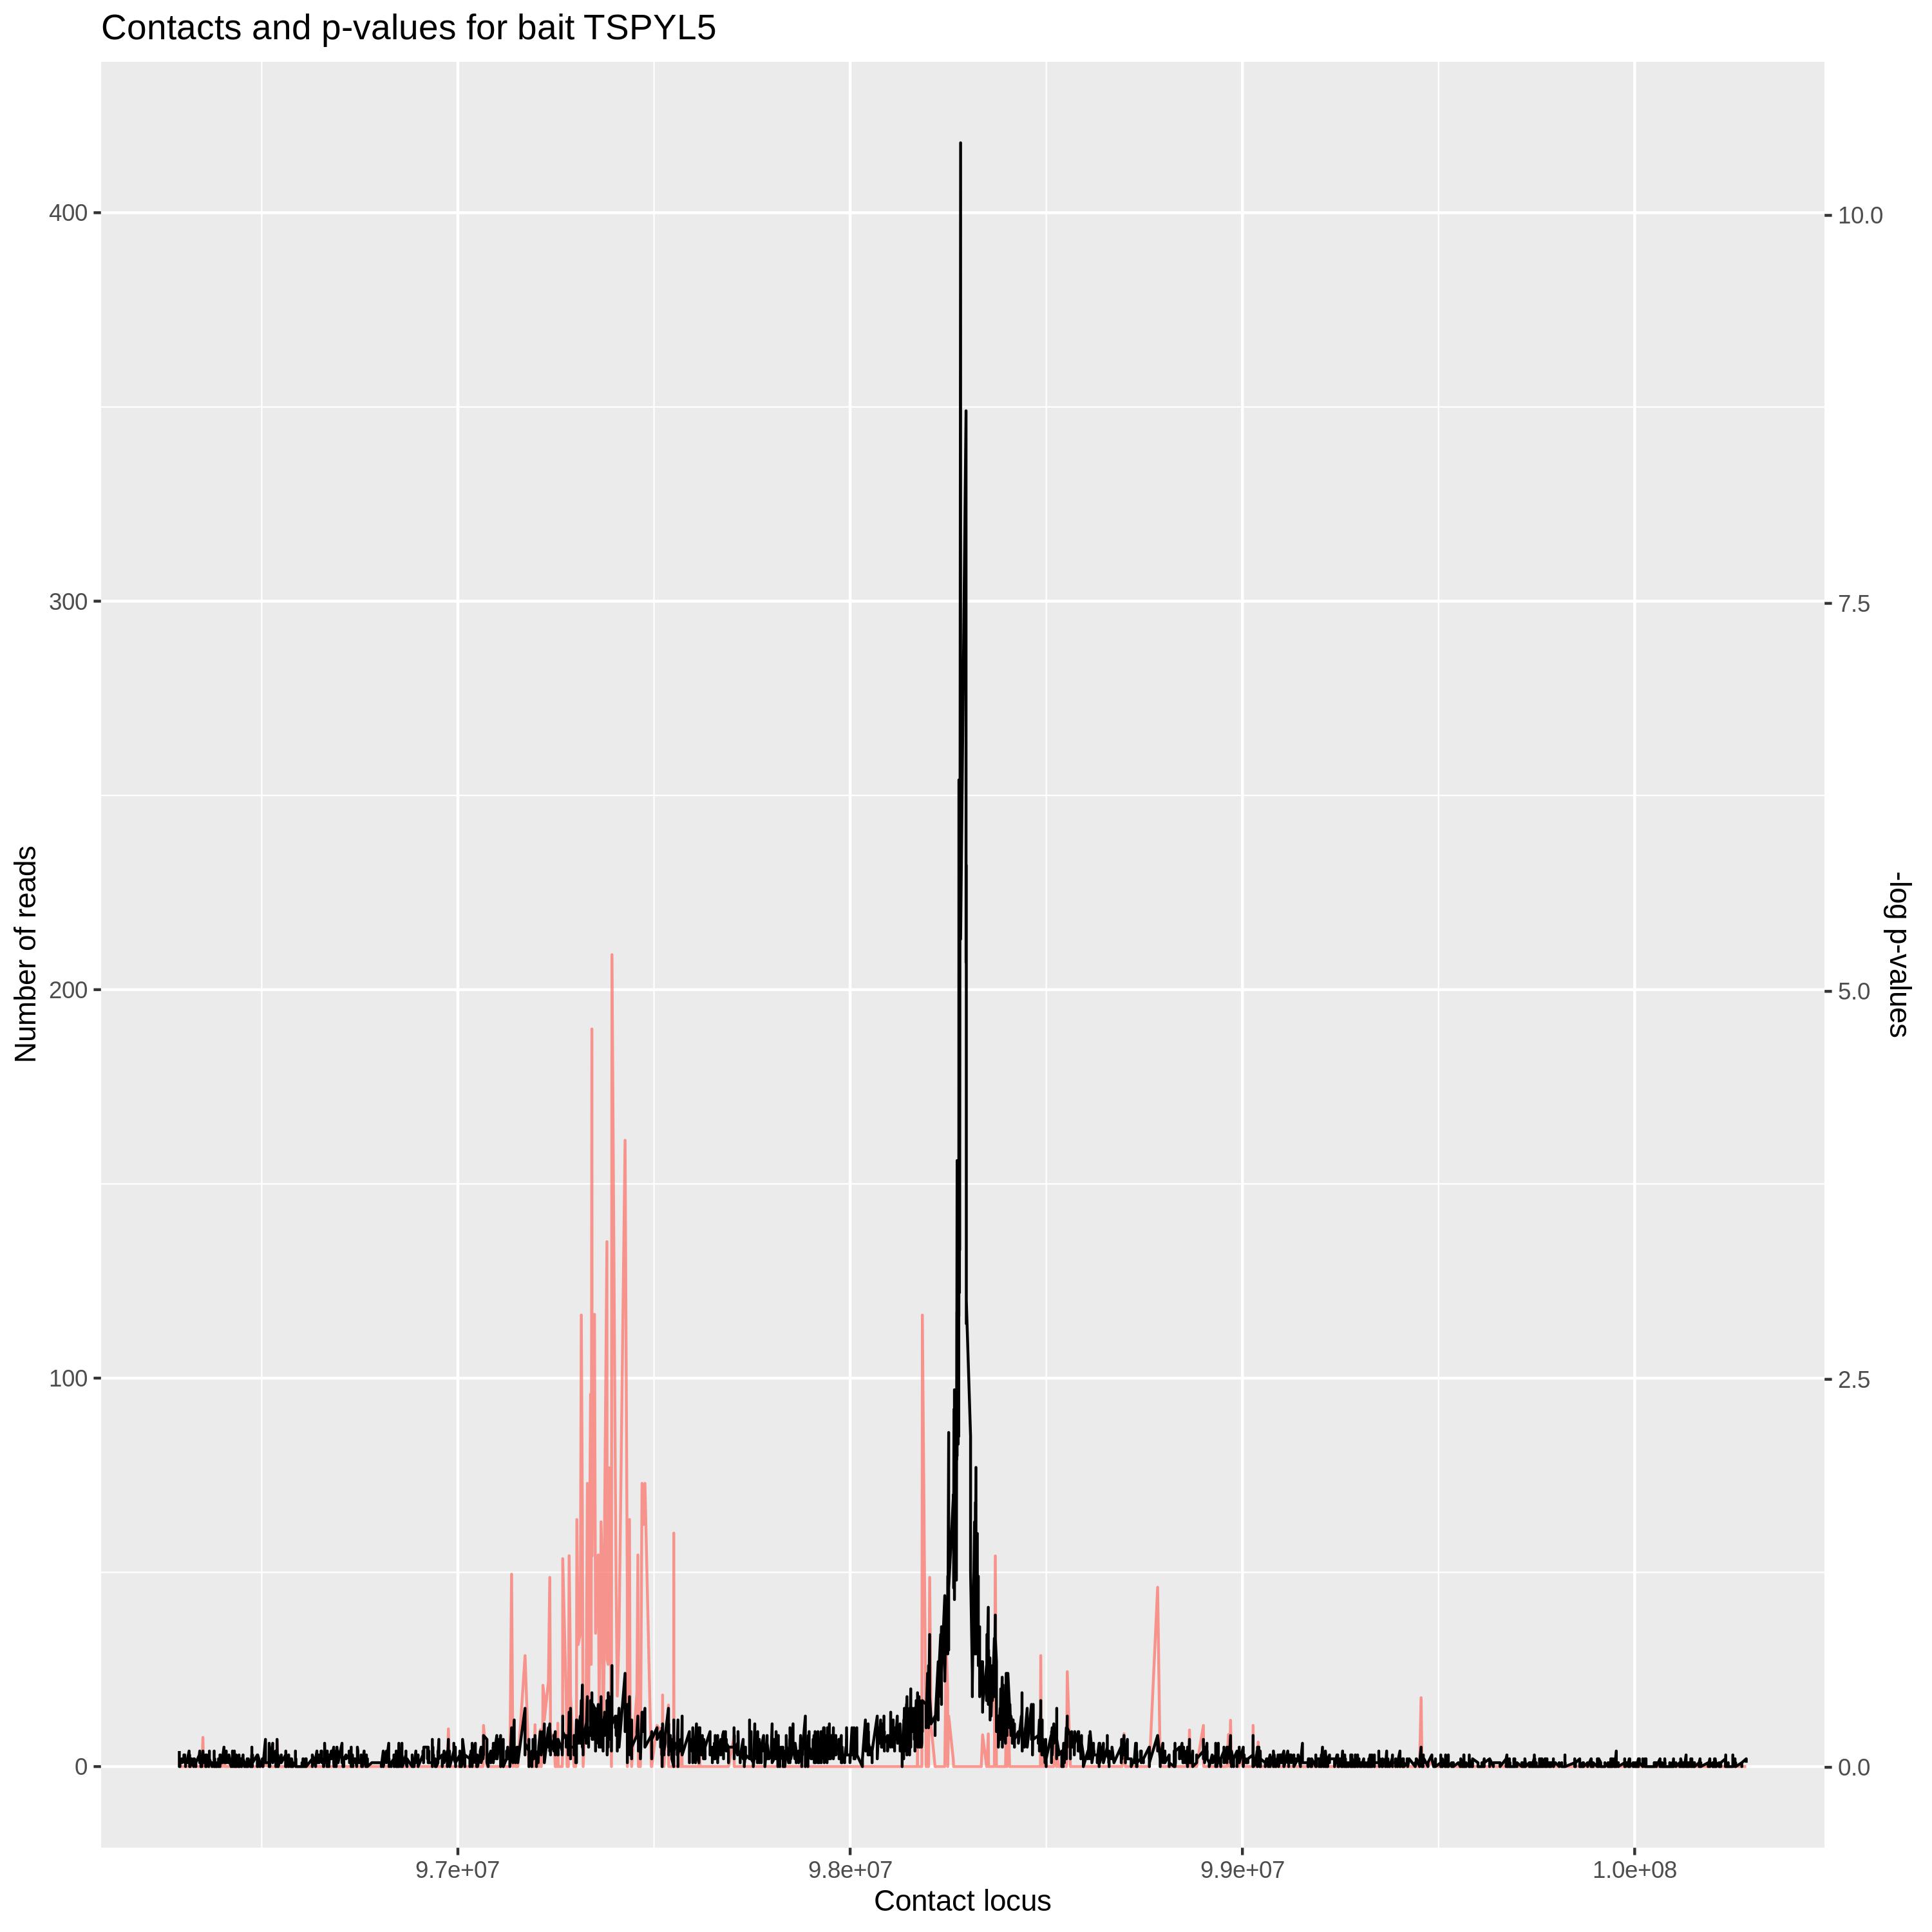 Contacts and p-values for bait TSPYL5
400
300
200
100
0
Number of reads
10.0
7.5
5.0
2.5
0.0
-log p-values
9.7e+07
9.8e+07
9.9e+07
1.0e+08
Contact locus